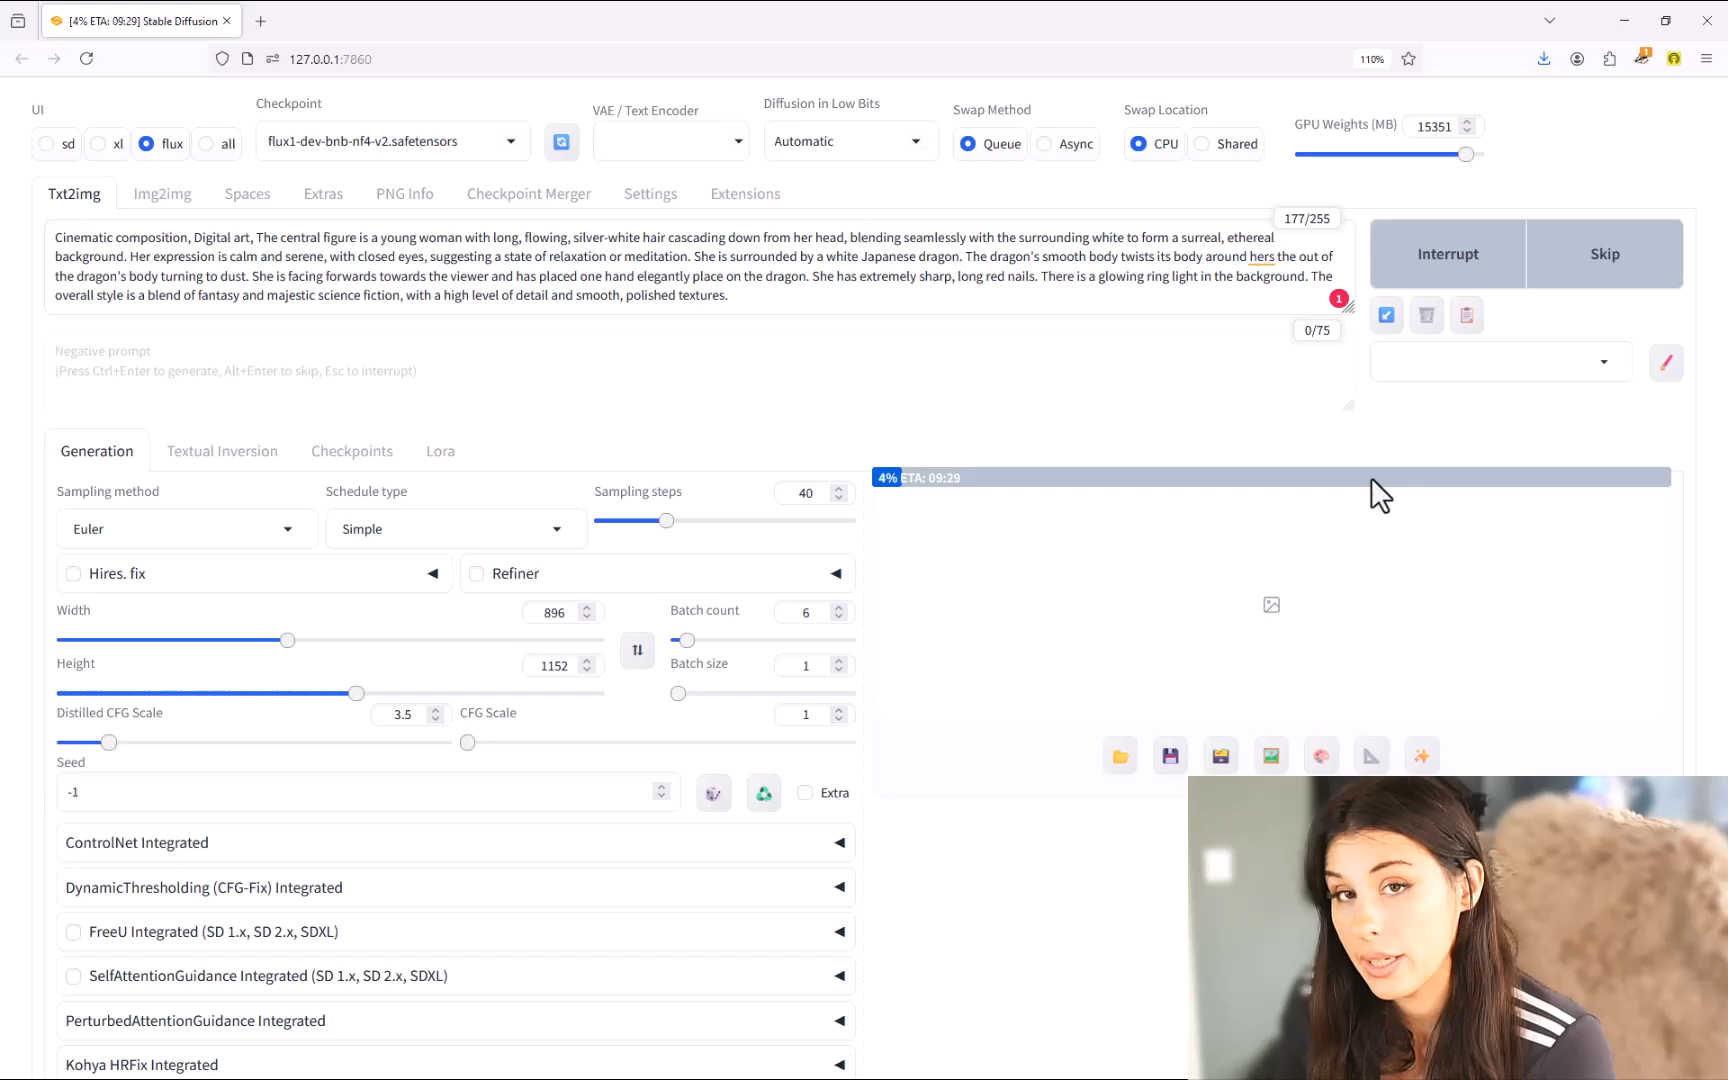 [4% ETA: 09:29] Stable Diffusion
127.0.0.1:7860
110%
1
UI
sd
xl
flux
all
Checkpoint
flux1-dev-bnb-nf4-v2.safetensors
VAE / Text Encoder
Diffusion in Low Bits
Automatic
Swap Method
Queue
Async
Swap Location
CPU
Shared
GPU Weights (MB)
15351
Txt2img
Img2img
Spaces
Extras
PNG Info
Checkpoint Merger
Settings
Extensions
177/255
Cinematic composition, Digital art, The central figure is a young woman with long, flowing, silver-white hair cascading down from her head, blending seamlessly with the surrounding white to form a surreal, ethereal
background. Her expression is calm and serene, with closed eyes, suggesting a state of relaxation or meditation. She is surrounded by a white Japanese dragon. The dragon's smooth body twists its body around hers the out of
the dragon's body turning to dust. She is facing forwards towards the viewer and has placed one hand elegantly place on the dragon. She has extremely sharp, long red nails. There is a glowing ring light in the background. The
overall style is a blend of fantasy and majestic science fiction, with a high level of detail and smooth, polished textures.
1
Interrupt
Skip
0/75
Negative prompt
(Press Ctrl+Enter to generate, Alt+Enter to skip, Esc to interrupt)
Generation
Textual Inversion
Checkpoints
Lora
4% ETA: 09:29
Sampling method
Euler
Schedule type
Simple
Sampling steps
40
Hires. fix
Refiner
Width
896
Batch count
6
Height
1152
Batch size
1
Distilled CFG Scale
3.5
CFG Scale
1
Seed
-1
Extra
ControlNet Integrated
DynamicThresholding (CFG-Fix) Integrated
FreeU Integrated (SD 1.x, SD 2.x, SDXL)
SelfAttentionGuidance Integrated (SD 1.x, SD 2.x, SDXL)
PerturbedAttentionGuidance Integrated
Kohya HRFix Integrated